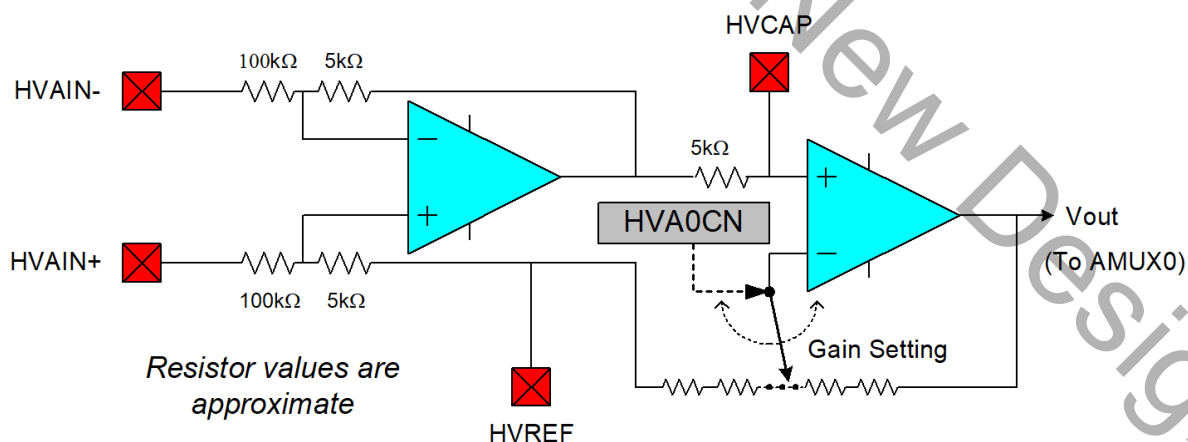 HVCAP
100kΩ
5kΩ
HVAIN-
−
5kΩ
+
HVA0CN
Vout
+
−
(To AMUX0)
HVAIN+
100kΩ
5kΩ
Gain Setting
Resistor values are
approximate
HVREF
New Desig